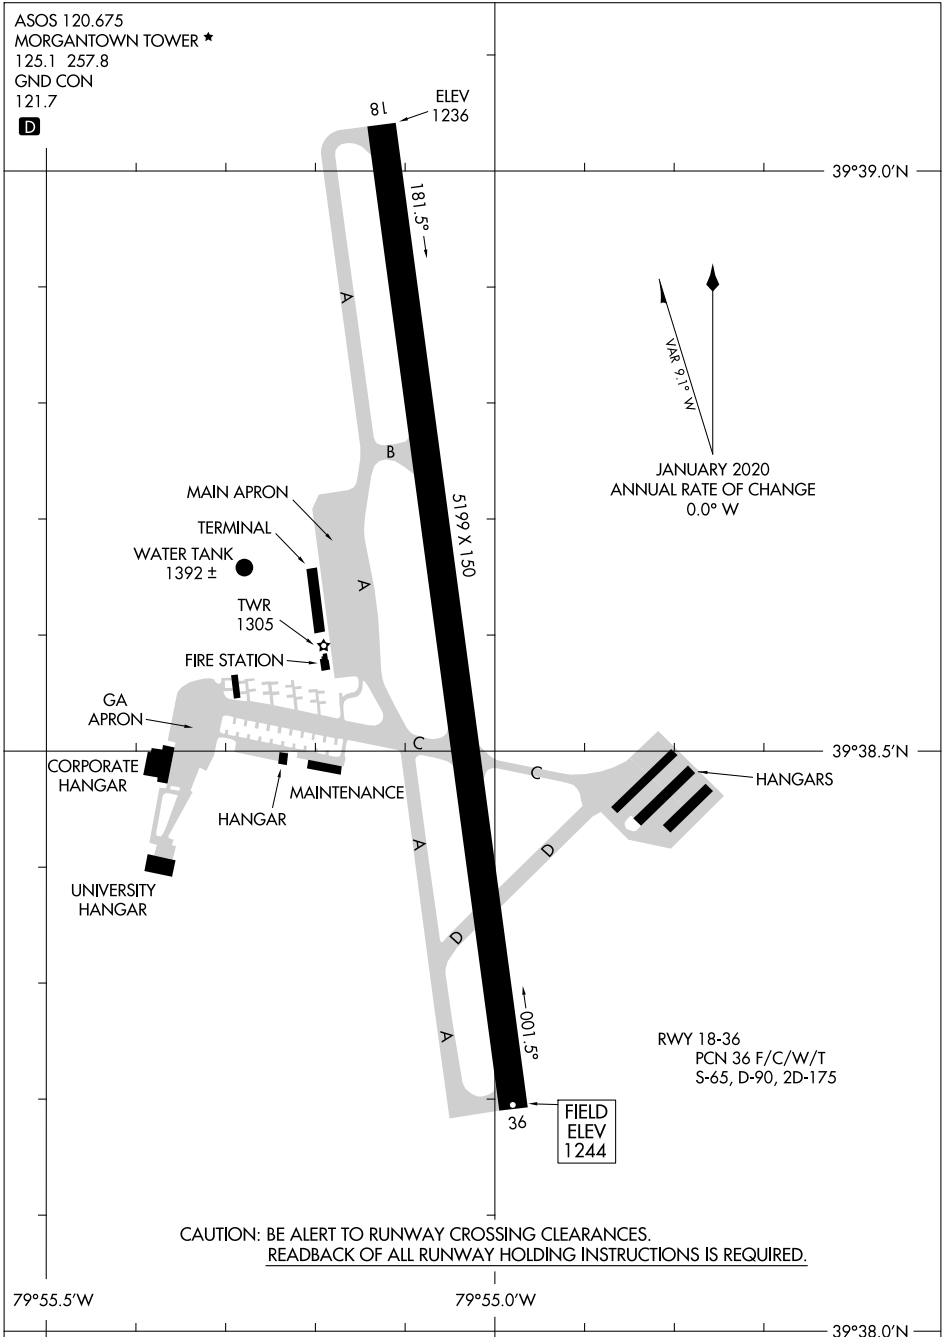 ASOS 120.675
MORGANTOWN TOWER ★
125.1 257.8
GND CON
121.7
D
18
ELEV
1236
39°39.0'N
181.5°
A
VAR 9.1° W
B
JANUARY 2020
ANNUAL RATE OF CHANGE
0.0° W
MAIN APRON
5199 X 150
TERMINAL
WATER TANK
1392 ±
A
TWR
1305
FIRE STATION
GA
APRON
C
39°38.5'N
CORPORATE
HANGAR
C
HANGARS
MAINTENANCE
HANGAR
A
D
UNIVERSITY
HANGAR
D
001.5°
A
RWY 18-36
PCN 36 F/C/W/T
S-65, D-90, 2D-175
36
FIELD
ELEV
1244
CAUTION: BE ALERT TO RUNWAY CROSSING CLEARANCES.
READBACK OF ALL RUNWAY HOLDING INSTRUCTIONS IS REQUIRED.
79°55.5'W
79°55.0'W
39°38.0'N